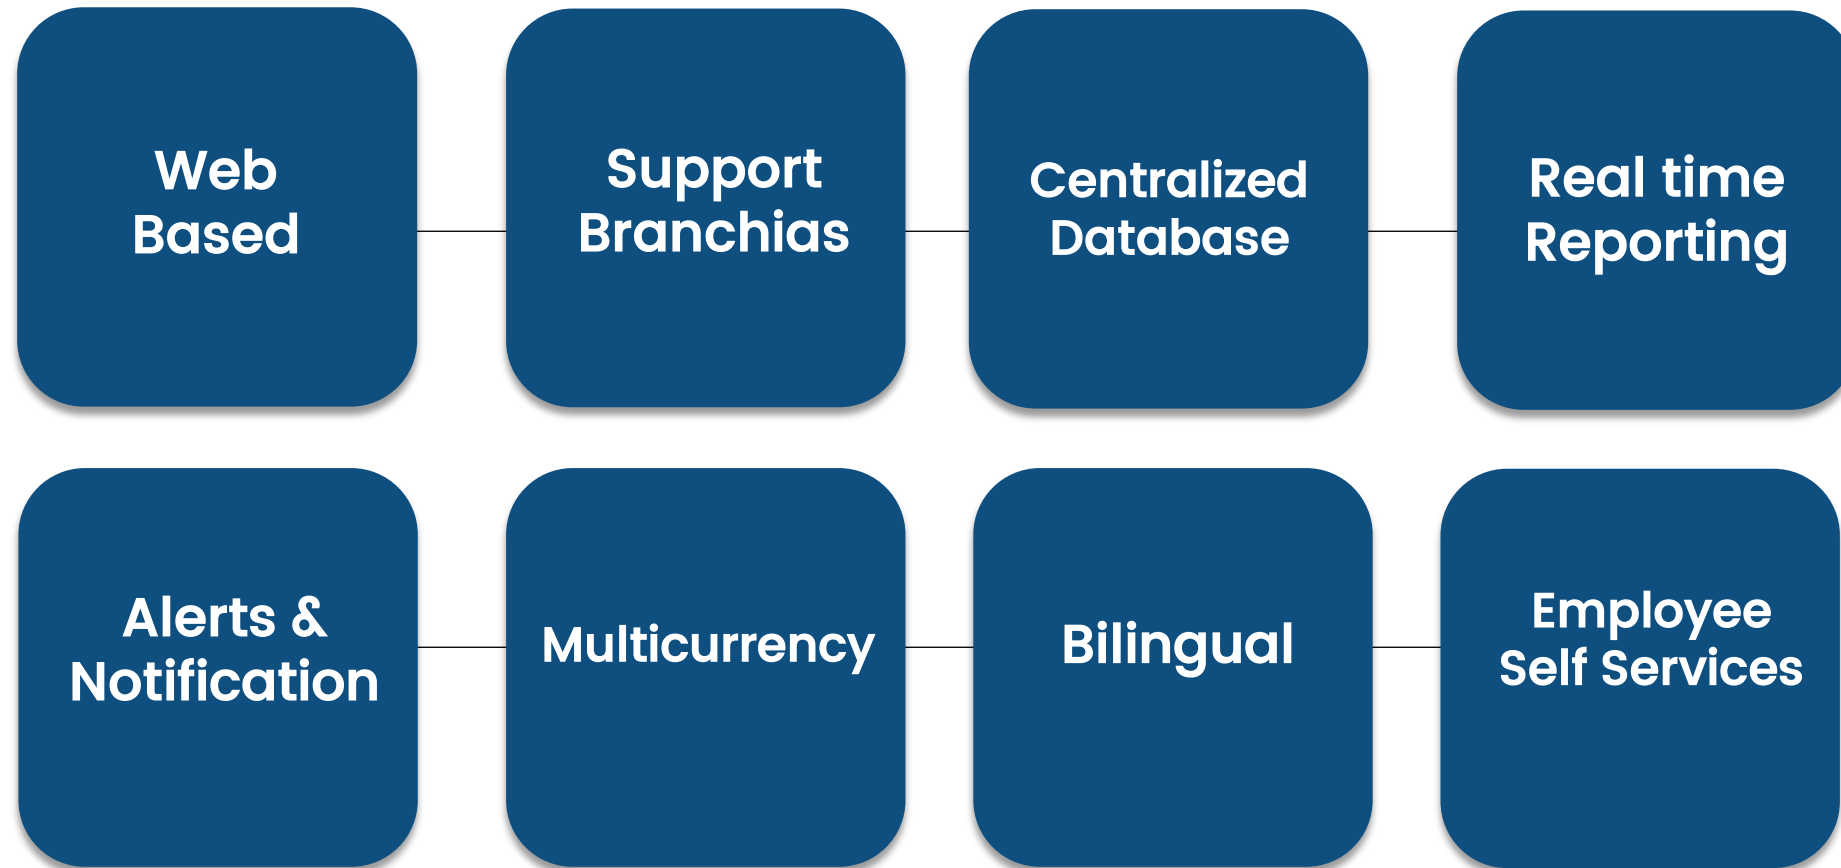 Web
Based
Support
Branchias
Centralized
Database
Real time
Reporting
Alerts &
Notification
Multicurrency
Bilingual
Employee
Self Services